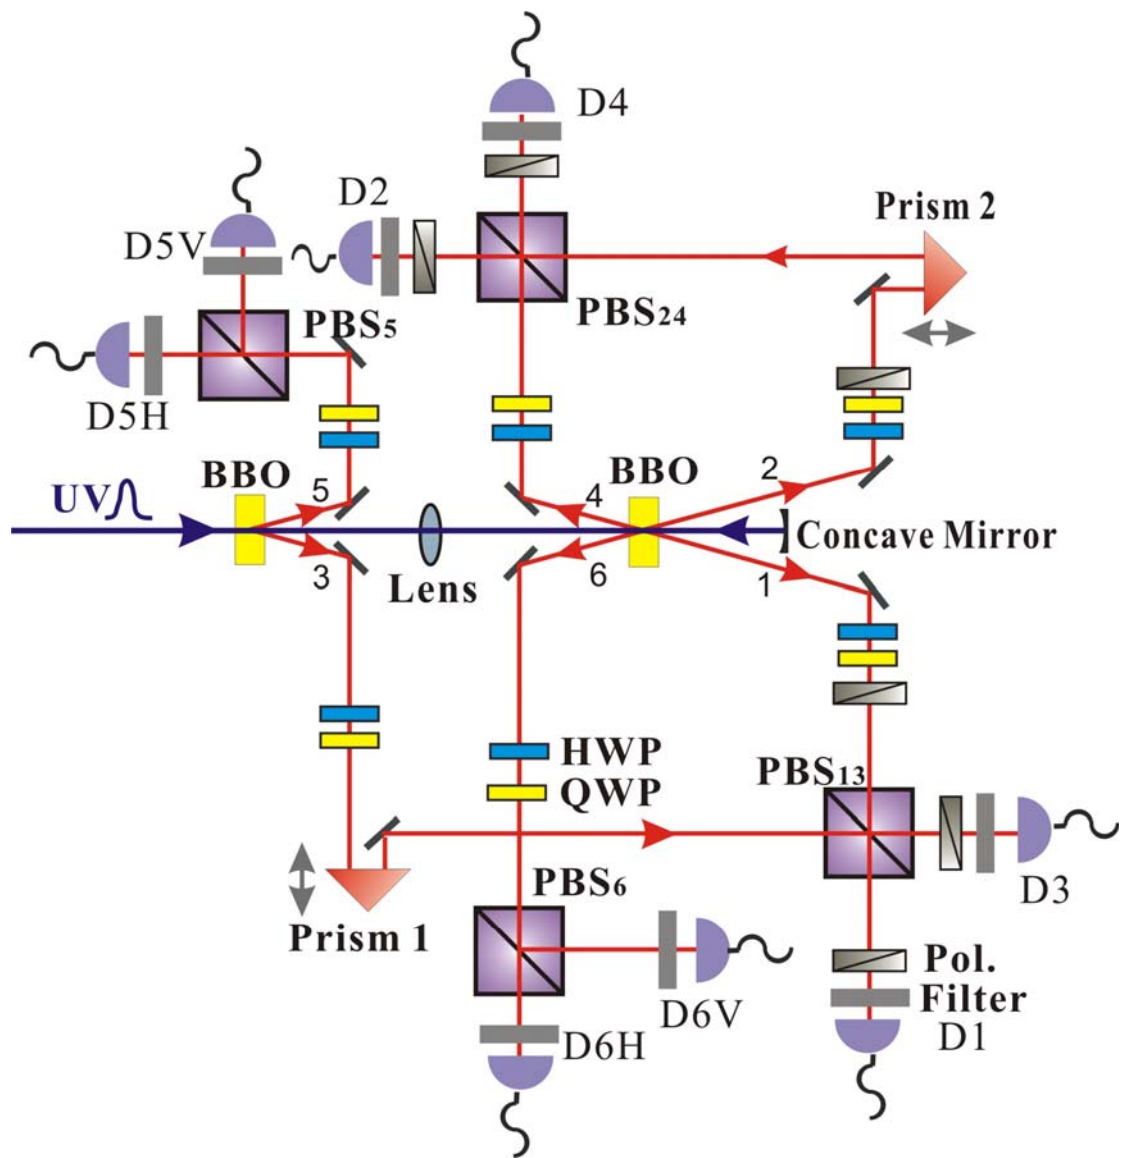 D4
D2
Prism 2
D5V
PBS5
PBS24
D5H
BBO
BBO
2
UV
5
4
Concave Mirror
3
Lens
6
1
HWP
PBS13
QWP
PBS6
D3
Prism 1
Pol.
D6V
Filter
D6H
D1